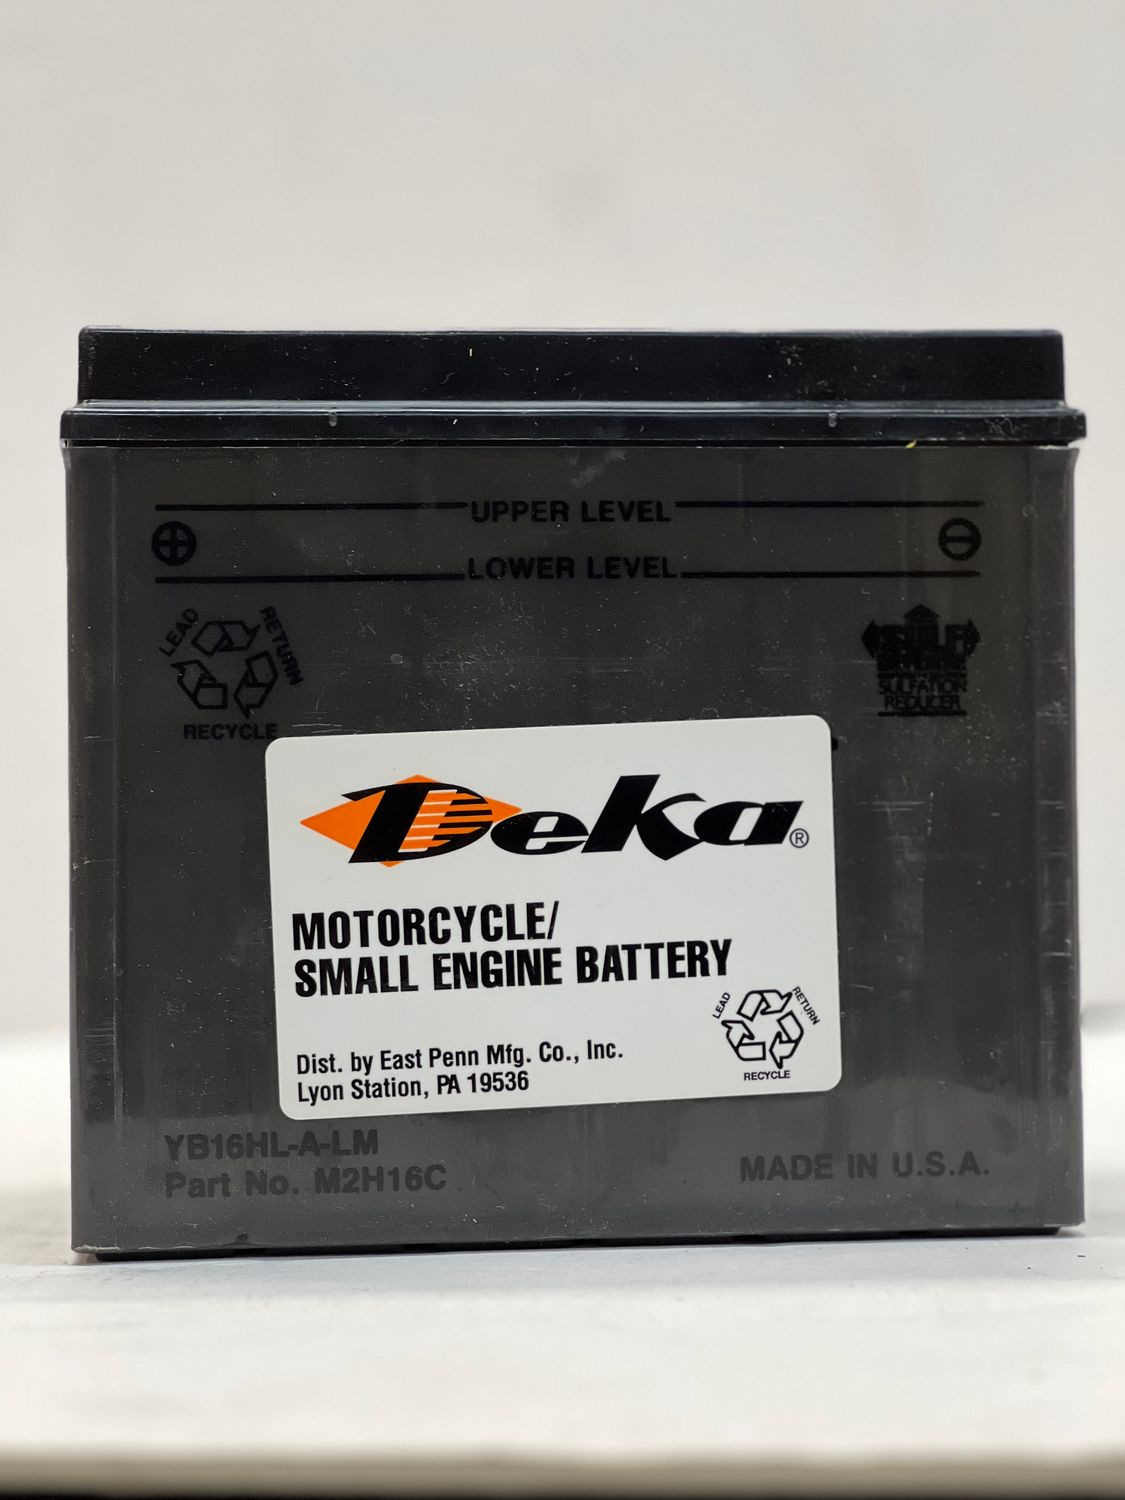 UPPER LEVEL
LOWER LEVEL
LEAD
RETURN
RECYCLE
SULFATION
REDUCER
Deka®
MOTORCYCLE/
SMALL ENGINE BATTERY
LEAD
RETURN
RECYCLE
Dist. by East Penn Mfg. Co., Inc.
Lyon Station, PA 19536
YB16HL-A-LM
Part No. M2H16C
MADE IN U.S.A.